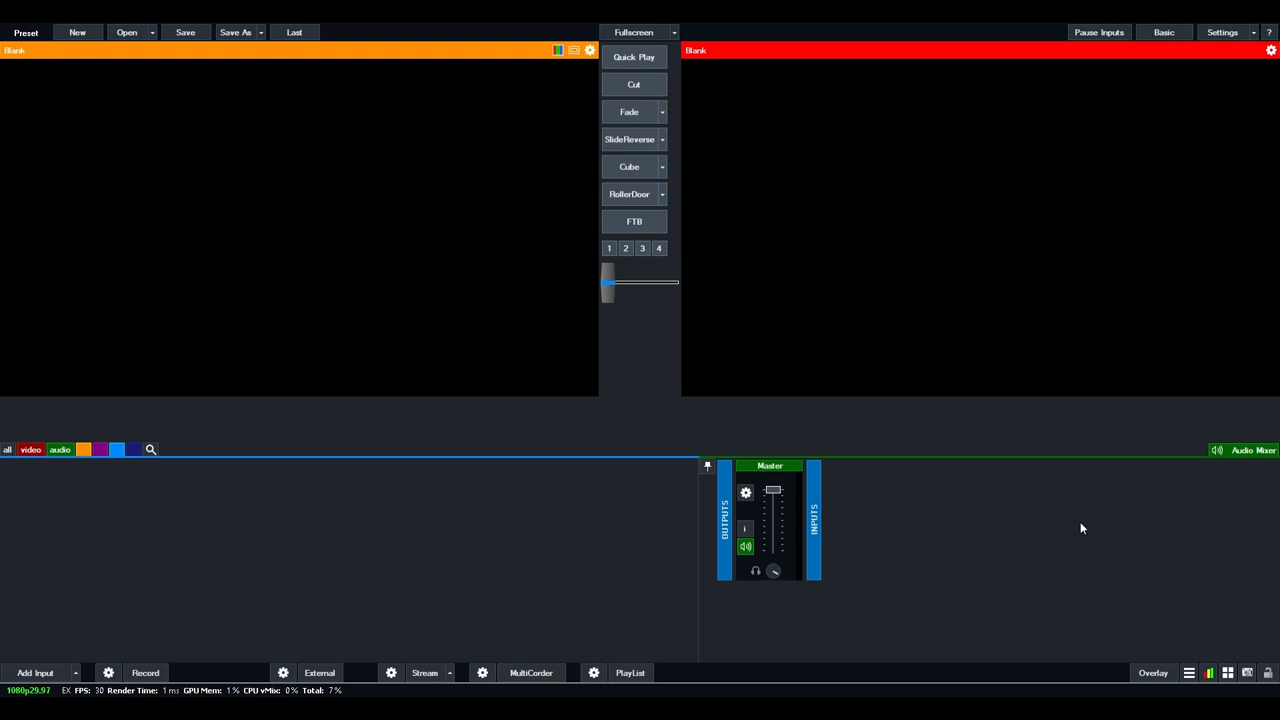 Preset New Open Save Save As Last Fullscreen Pause Inputs Basic Settings ?
Blank
Blank
Quick Play
Cut
Fade
SlideReverse
Cube
RollerDoor
FTB
1 2 3 4
all video audio
Audio Mixer
Master
OUTPUTS
INPUTS
i
Add Input Record External Stream MultiCorder PlayList Overlay
1080p29.97 EX FPS: 30 Render Time: 1 ms GPU Mem: 1 % CPU vMix: 0 % Total: 7 %